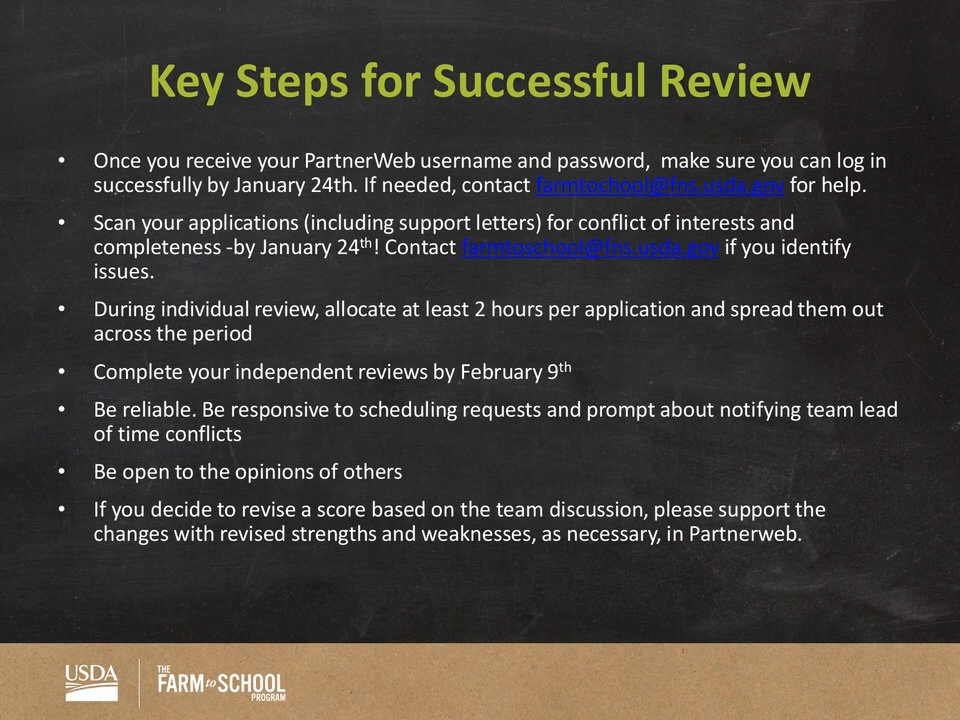 Key Steps for Successful Review
• Once you receive your PartnerWeb username and password,  make sure you can log in
successfully by January 24th. If needed, contact farmtochool@fns.usda.gov for help.
• Scan your applications (including support letters) for conflict of interests and
completeness -by January 24th! Contact farmtoschool@fns.usda.gov if you identify
issues.
• During individual review, allocate at least 2 hours per application and spread them out
across the period
• Complete your independent reviews by February 9th
• Be reliable. Be responsive to scheduling requests and prompt about notifying team lead
of time conflicts
• Be open to the opinions of others
• If you decide to revise a score based on the team discussion, please support the
changes with revised strengths and weaknesses, as necessary, in Partnerweb.
USDA
THE
FARM to SCHOOL
PROGRAM